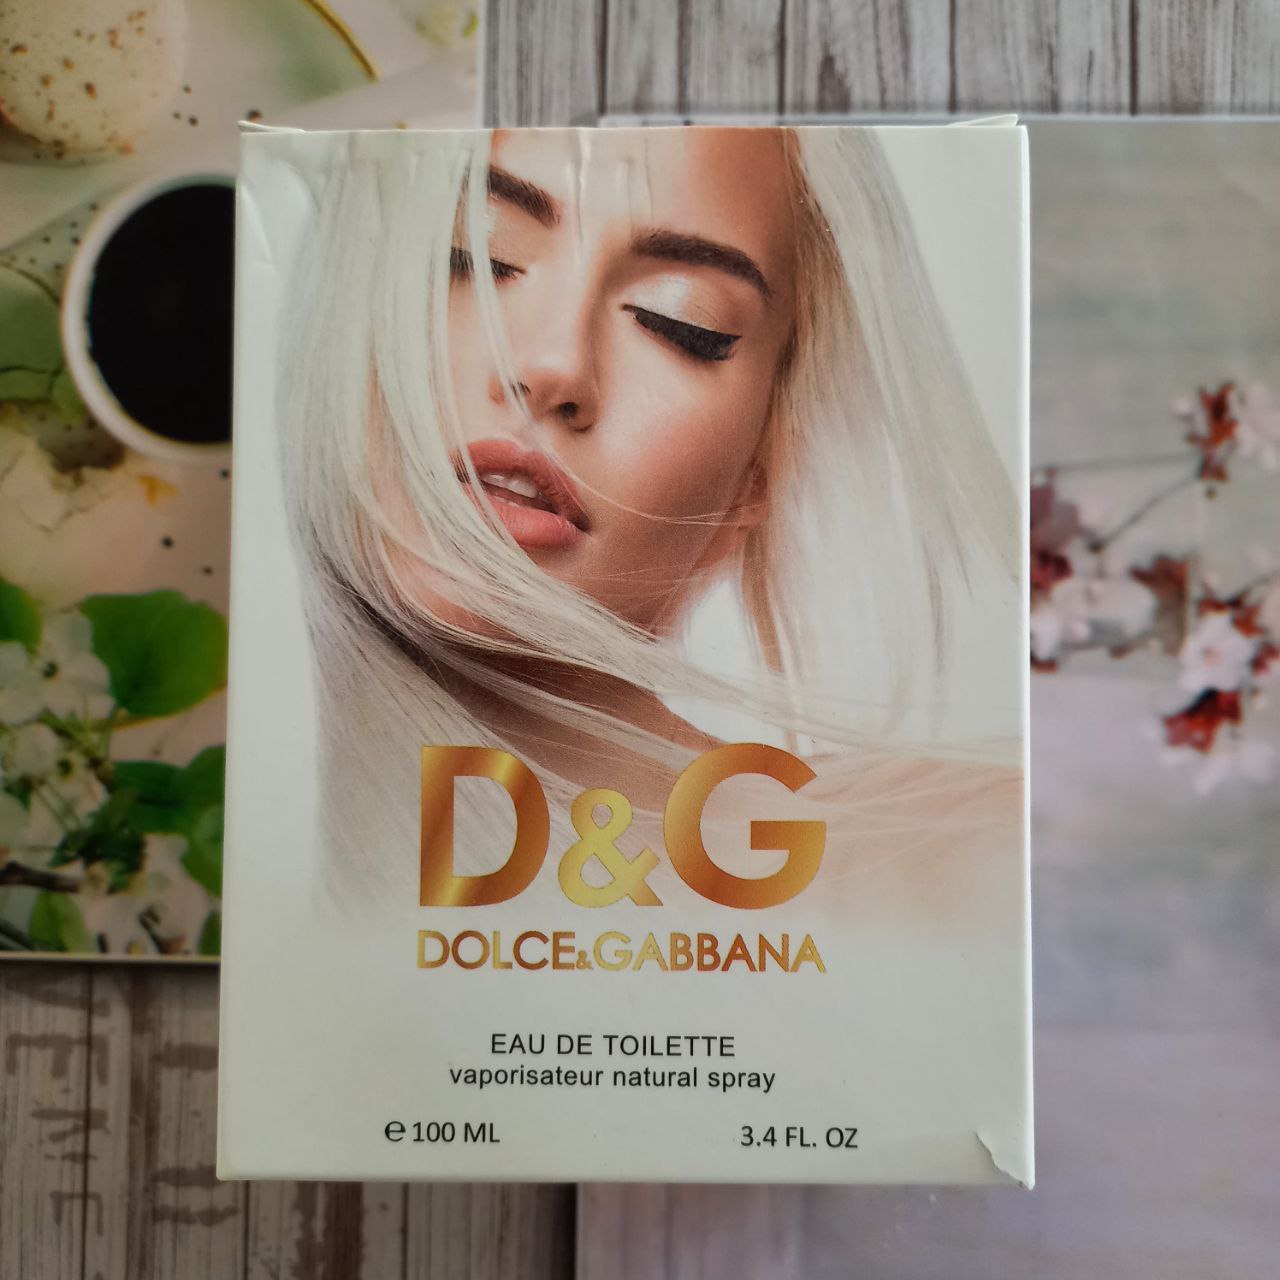 D&G
DOLCE&GABBANA
EAU DE TOILETTE
vaporisateur natural spray
℮ 100 ML
3.4 FL. OZ